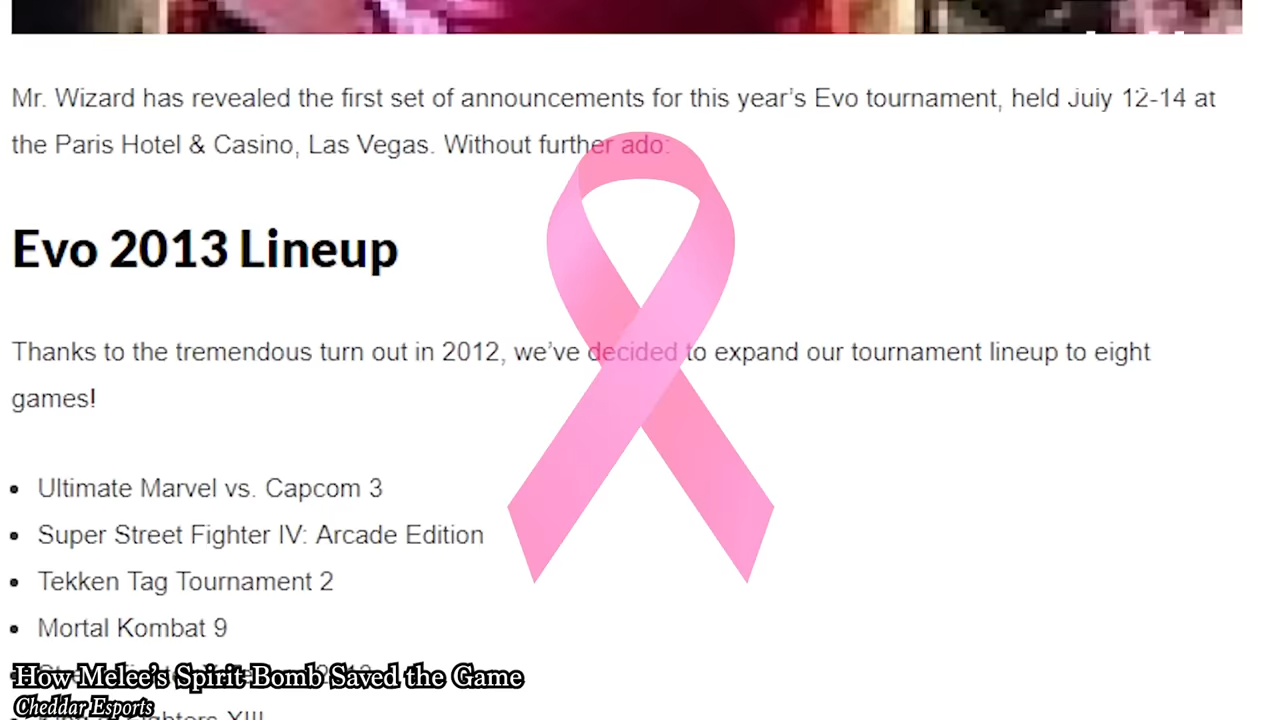 Mr. Wizard has revealed the first set of announcements for this year’s Evo tournament, held July 12-14 at
the Paris Hotel & Casino, Las Vegas. Without further ado:
Evo 2013 Lineup
Thanks to the tremendous turn out in 2012, we’ve decided to expand our tournament lineup to eight
games!
• Ultimate Marvel vs. Capcom 3
• Super Street Fighter IV: Arcade Edition
• Tekken Tag Tournament 2
• Mortal Kombat 9
How Melee’s Spirit Bomb Saved the Game
Cheddar Esports
Fighters XIII